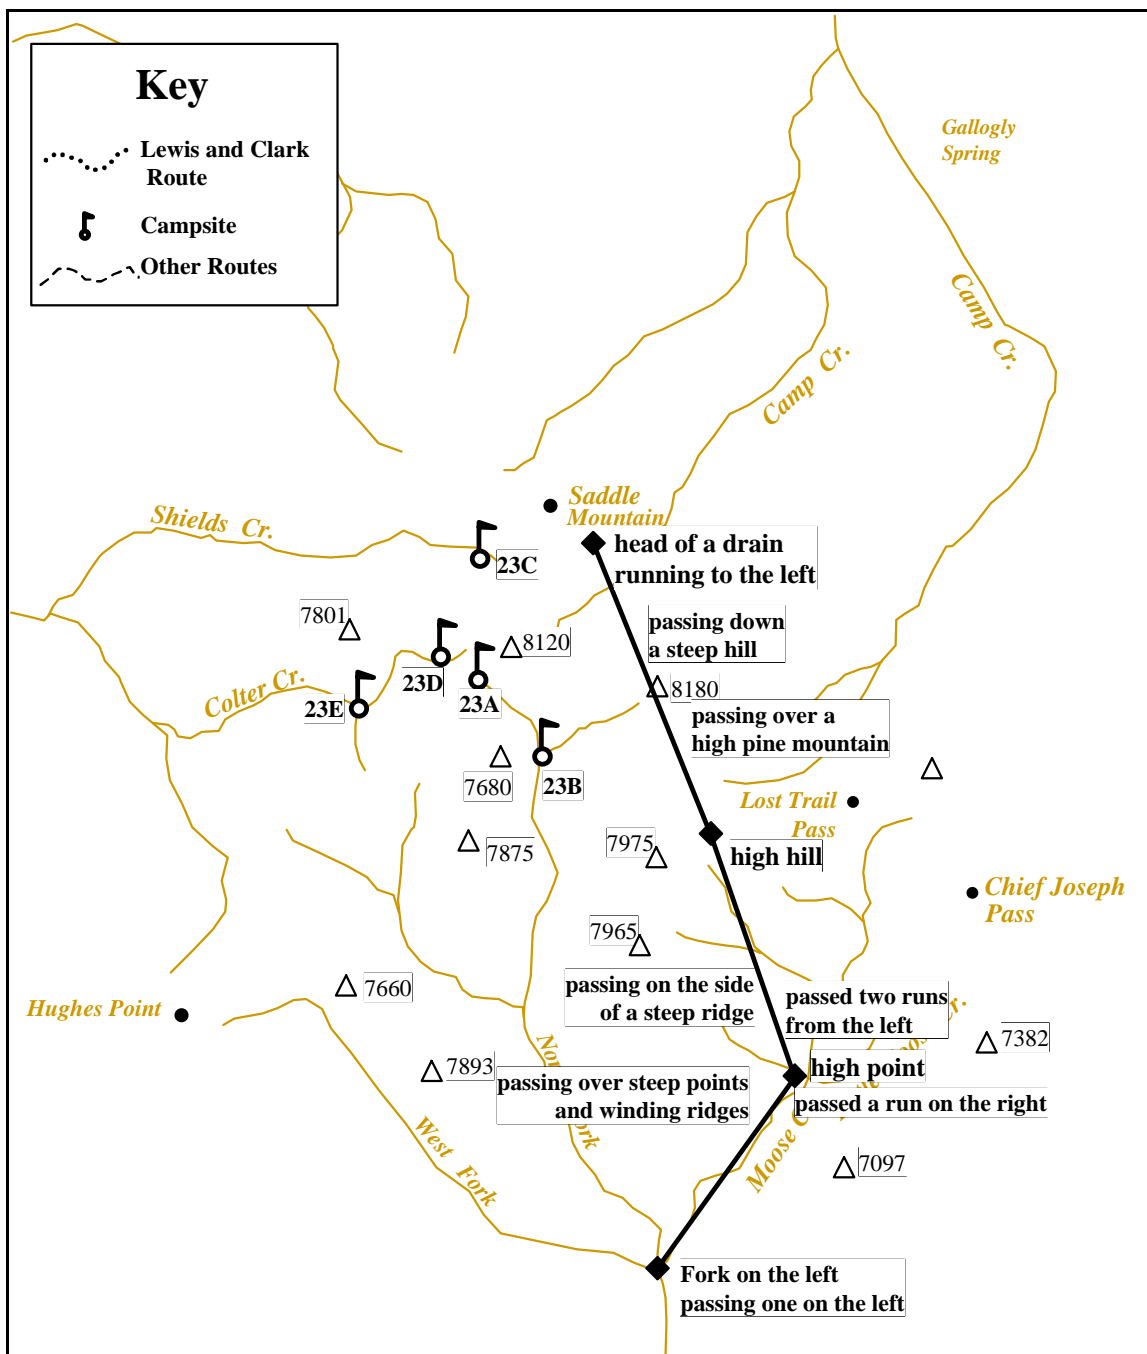 Key
Lewis and Clark
Route
Campsite
Other Routes
Gallogly
Spring
Camp Cr.
Camp Cr.
Saddle
Mountain
Shields Cr.
head of a drain
running to the left
23C
7801
8120
passing down
a steep hill
23D
23A
8180
Colter Cr.
23E
passing over a
high pine mountain
7680
23B
Lost Trail
Pass
7875
7975
high hill
Chief Joseph
Pass
7965
passing on the side
of a steep ridge
passed two runs
from the left
Hughes Point
7660
7382
7893
high point
passing over steep points
and winding ridges
passed a run on the right
West Fork
Moose
Cr.
7097
Fork on the left
passing one on the left